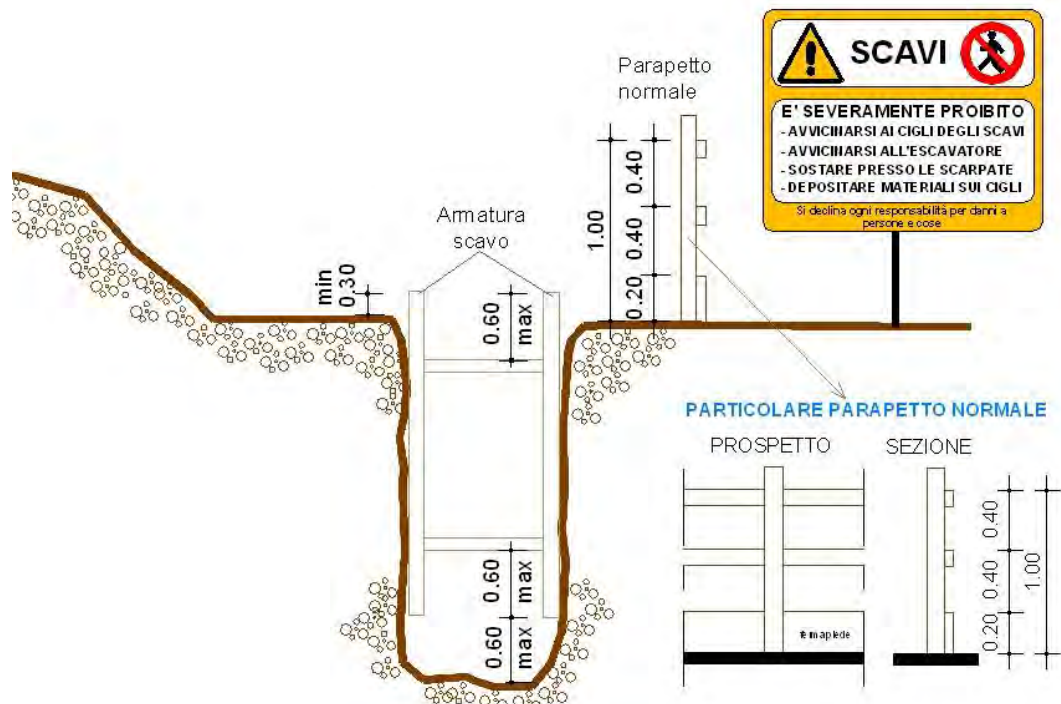 Parapetto
normale
SCAVI
E' SEVERAMENTE PROIBITO
- AVVICINARSI AI CIGLI DEGLI SCAVI
- AVVICINARSI ALL'ESCAVATORE
- SOSTARE PRESSO LE SCARPATE
- DEPOSITARE MATERIALI SUI CIGLI
Si declina ogni responsabilità per danni a
persone e cose
Armatura
scavo
min
0.30
0.60
max
1.00
0.40
0.40
0.20
0.60
max
0.60
max
PARTICOLARE PARAPETTO NORMALE
PROSPETTO
SEZIONE
fermapiede
0.40
0.40
0.20
1.00